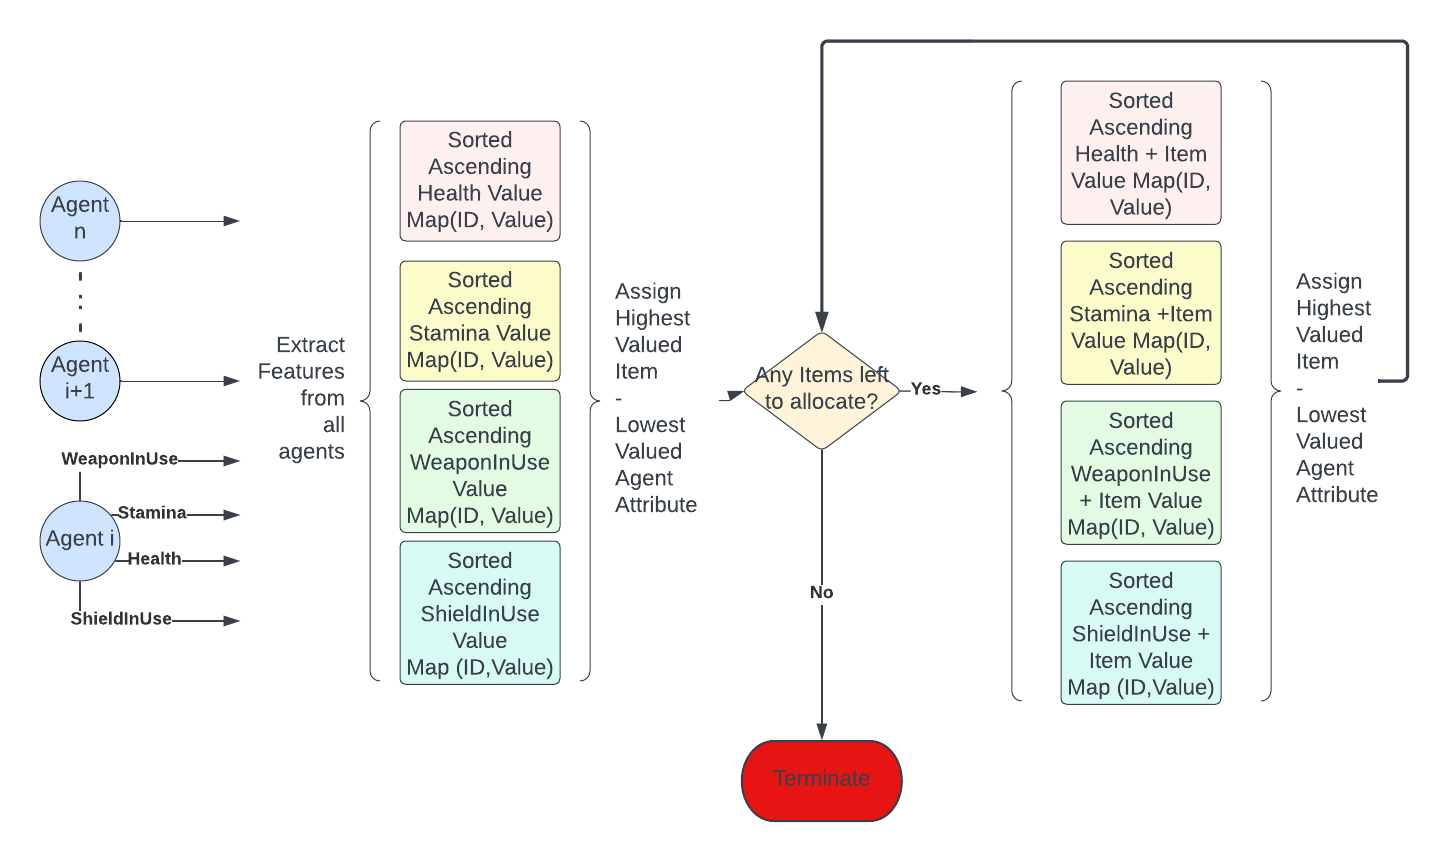 Agent
n
Agent
i+1
WeaponInUse
Stamina
Agent i
Health
ShieldInUse
Extract
Features
from
all
agents
Sorted
Ascending
Health Value
Map(ID, Value)
Sorted
Ascending
Stamina Value
Map(ID, Value)
Sorted
Ascending
WeaponInUse
Value
Map(ID, Value)
Sorted
Ascending
ShieldInUse
Value
Map (ID,Value)
Assign
Highest
Valued
Item
-
Lowest
Valued
Agent
Attribute
Any Items left
to allocate?
Yes
No
Terminate
Sorted
Ascending
Health + Item
Value Map(ID,
Value)
Sorted
Ascending
Stamina +Item
Value Map(ID,
Value)
Sorted
Ascending
WeaponInUse
+ Item Value
Map(ID, Value)
Sorted
Ascending
ShieldInUse +
Item Value
Map (ID,Value)
Assign
Highest
Valued
Item
-
Lowest
Valued
Agent
Attribute